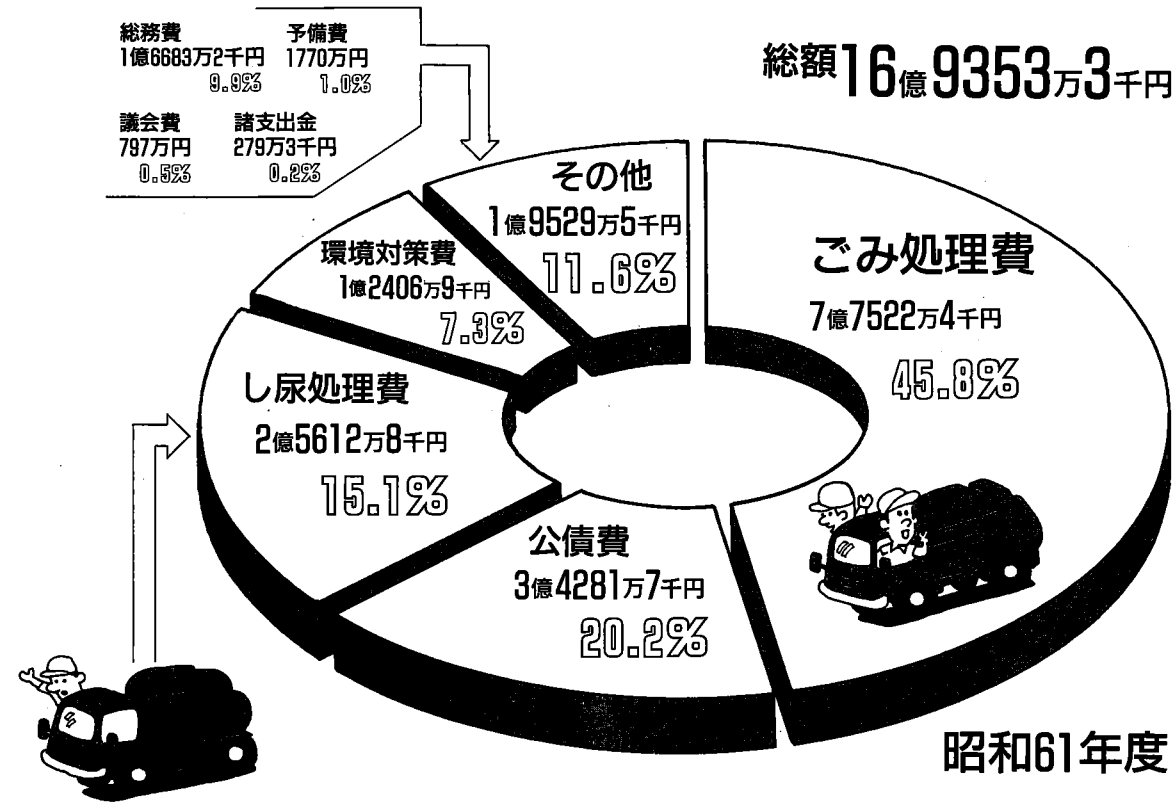 総務費
1億6683万2千円
9.9%
予備費
1770万円
1.0%
議会費
797万円
0.5%
諸支出金
279万3千円
0.2%
総額16億9353万3千円
その他
1億9529万5千円
11.6%
ごみ処理費
7億7522万4千円
45.8%
環境対策費
1億2406万9千円
7.3%
し尿処理費
2億5612万8千円
15.1%
公債費
3億4281万7千円
20.2%
昭和61年度